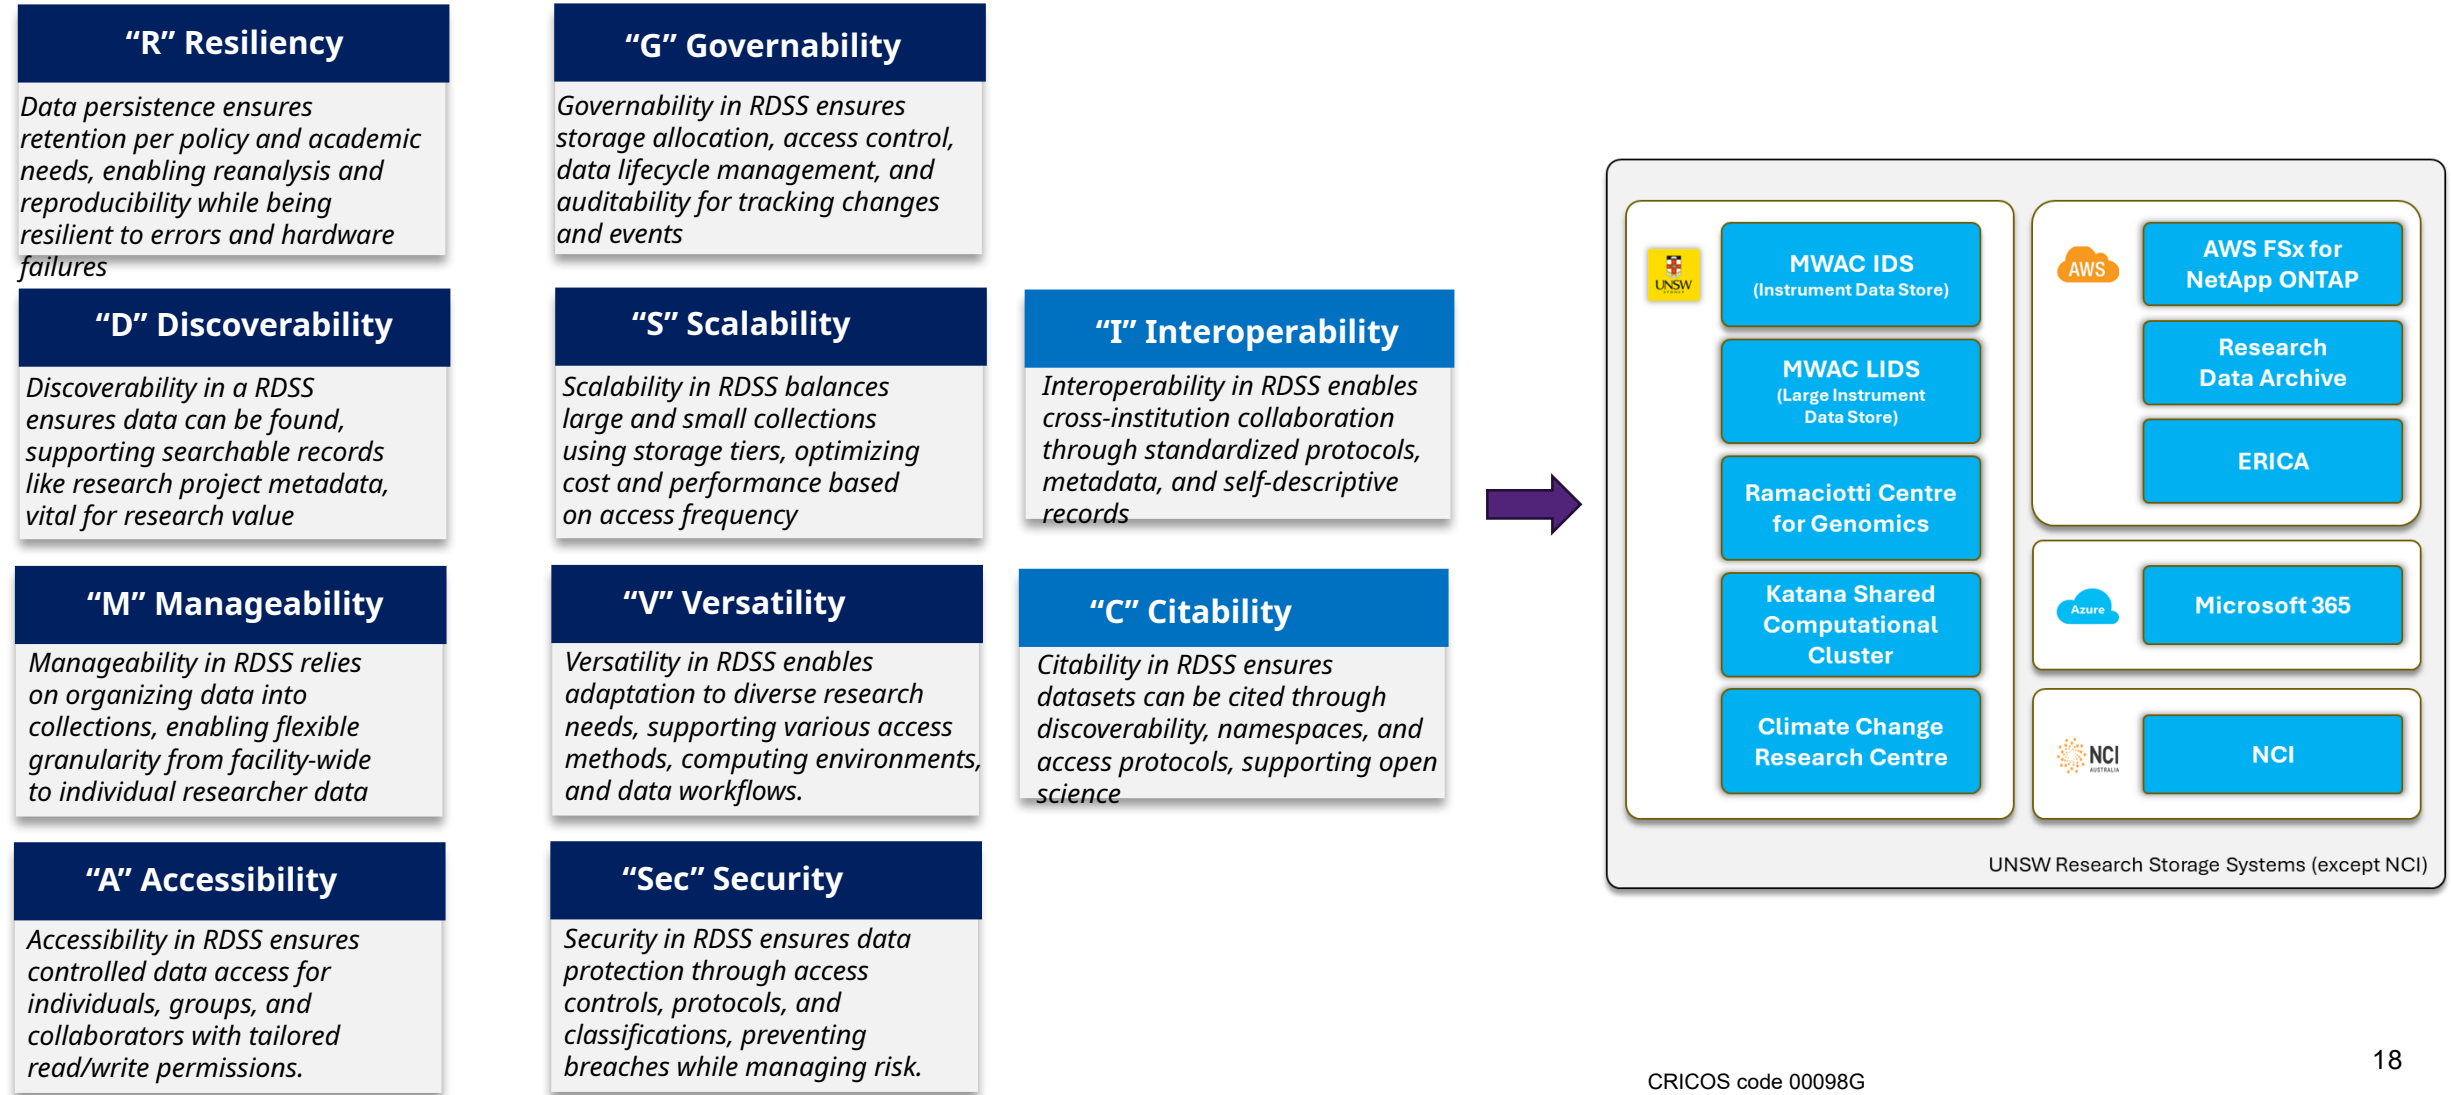 “R” Resiliency
Data persistence ensures
retention per policy and academic
needs, enabling reanalysis and
reproducibility while being
resilient to errors and hardware
failures
“D” Discoverability
Discoverability in a RDSS
ensures data can be found,
supporting searchable records
like research project metadata,
vital for research value
“M” Manageability
Manageability in RDSS relies
on organizing data into
collections, enabling flexible
granularity from facility-wide
to individual researcher data
“A” Accessibility
Accessibility in RDSS ensures
controlled data access for
individuals, groups, and
collaborators with tailored
read/write permissions.
“G” Governability
Governability in RDSS ensures
storage allocation, access control,
data lifecycle management, and
auditability for tracking changes
and events
“S” Scalability
Scalability in RDSS balances
large and small collections
using storage tiers, optimizing
cost and performance based
on access frequency
“V” Versatility
Versatility in RDSS enables
adaptation to diverse research
needs, supporting various access
methods, computing environments,
and data workflows.
“Sec” Security
Security in RDSS ensures data
protection through access
controls, protocols, and
classifications, preventing
breaches while managing risk.
“I” Interoperability
Interoperability in RDSS enables
cross-institution collaboration
through standardized protocols,
metadata, and self-descriptive
records
“C” Citability
Citability in RDSS ensures
datasets can be cited through
discoverability, namespaces, and
access protocols, supporting open
science
UNSW
MWAC IDS
(Instrument Data Store)
MWAC LIDS
(Large Instrument
Data Store)
Ramaciotti Centre
for Genomics
Katana Shared
Computational
Cluster
Climate Change
Research Centre
AWS
AWS FSx for
NetApp ONTAP
Research
Data Archive
ERICA
Azure
Microsoft 365
NCI
AUSTRALIA
NCI
UNSW Research Storage Systems (except NCI)
18
CRICOS code 00098G